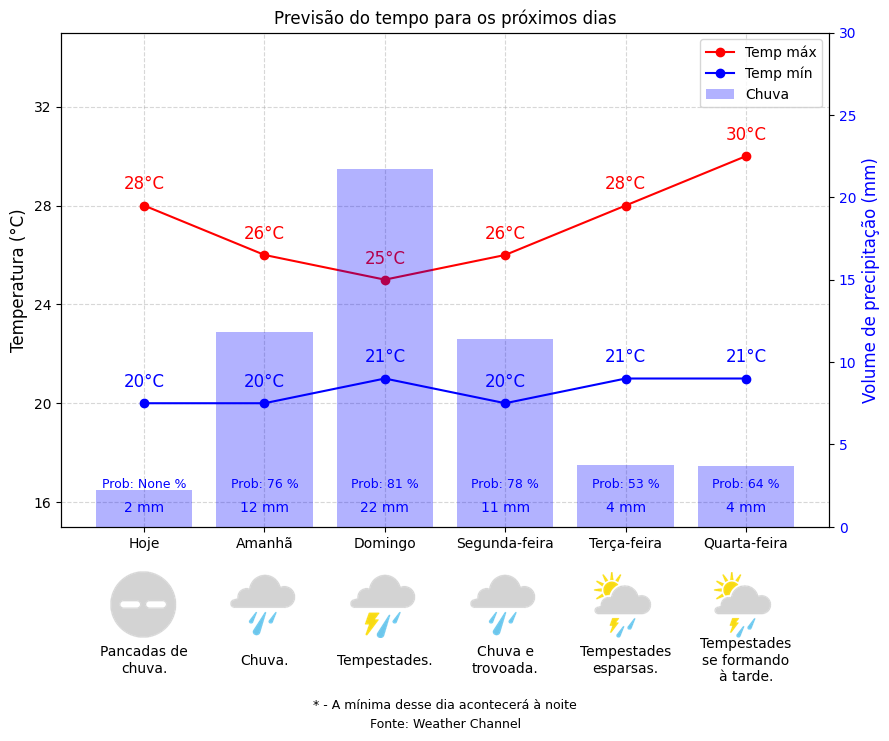 Previsão do tempo para os próximos dias
Temp máx
Temp mín
Chuva
Temperatura (°C)
32
28
24
20
16
Volume de precipitação (mm)
30
25
20
15
10
5
0
28°C
26°C
25°C
26°C
28°C
30°C
20°C
20°C
21°C
20°C
21°C
21°C
Prob: None %
Prob: 76 %
Prob: 81 %
Prob: 78 %
Prob: 53 %
Prob: 64 %
2 mm
12 mm
22 mm
11 mm
4 mm
4 mm
Hoje
Amanhã
Domingo
Segunda-feira
Terça-feira
Quarta-feira
Pancadas de
chuva.
Chuva.
Tempestades.
Chuva e
trovoada.
Tempestades
esparsas.
Tempestades
se formando
à tarde.
* - A mínima desse dia acontecerá à noite
Fonte: Weather Channel